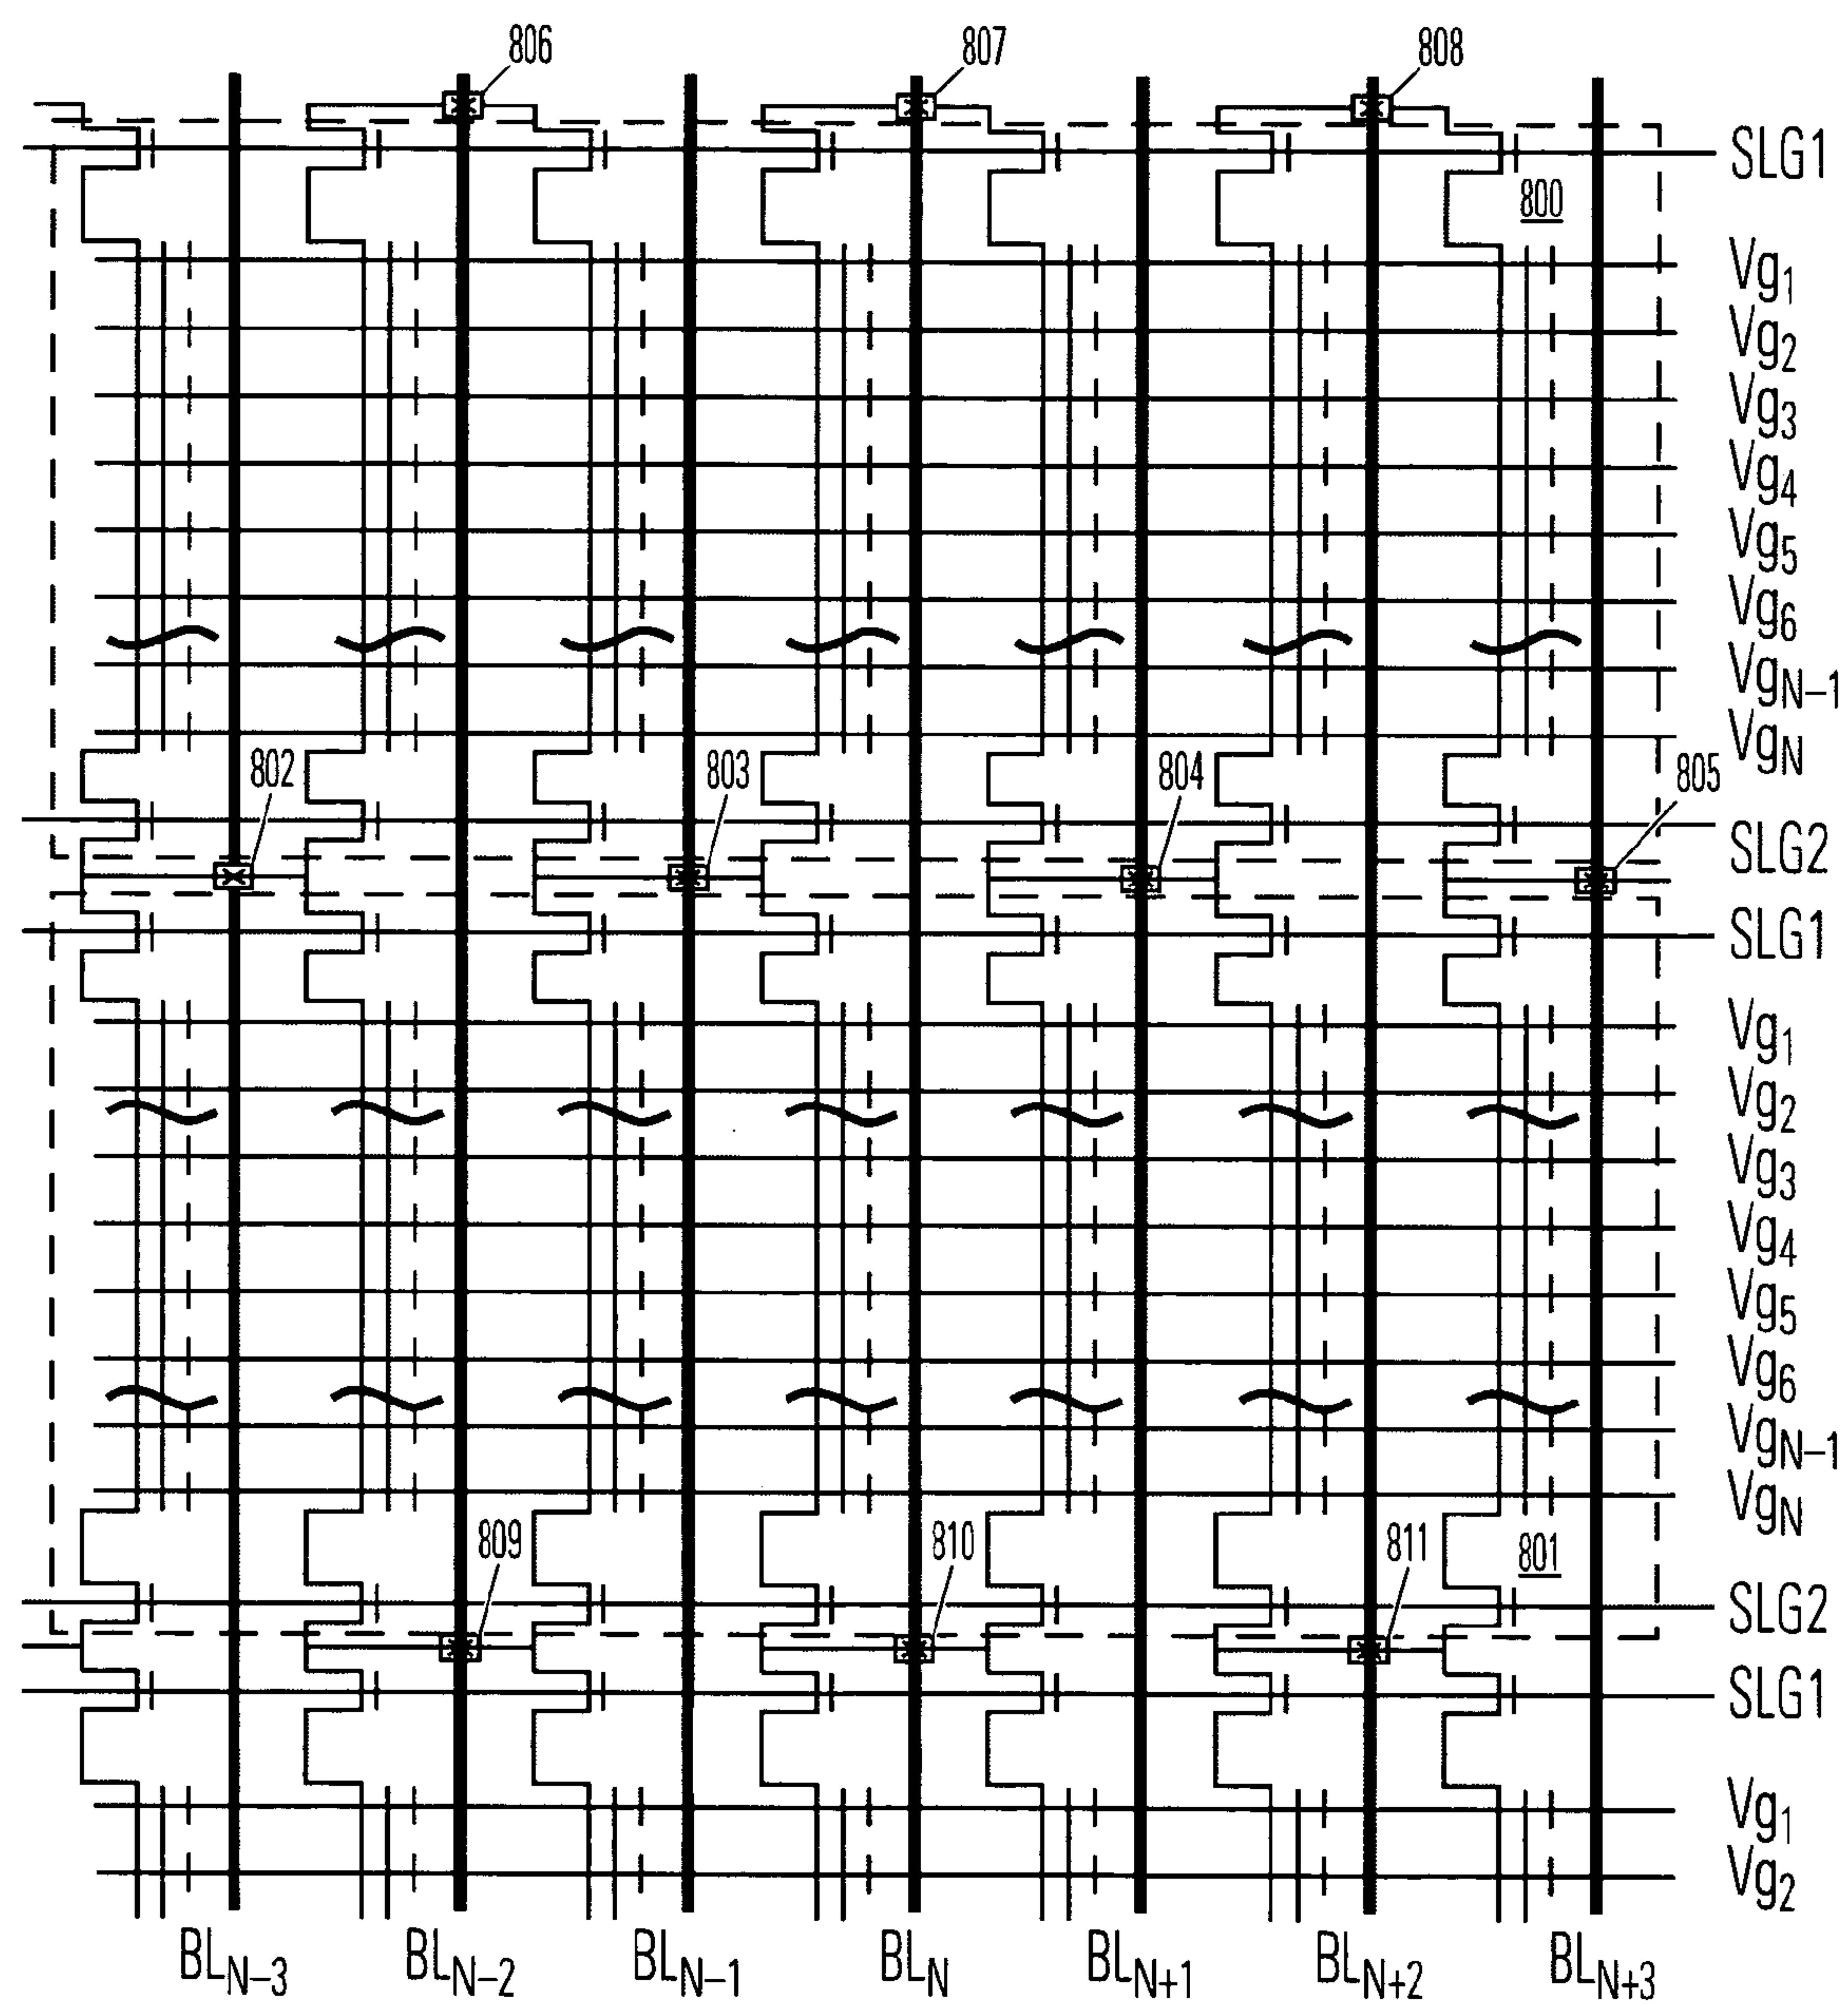 806 807 808
SLG1
800
Vg1
Vg2
Vg3
Vg4
Vg5
Vg6
VgN-1
VgN
802 803 804 805
SLG2
SLG1
Vg1
Vg2
Vg3
Vg4
Vg5
Vg6
VgN-1
VgN
809 810 811 801
SLG2
SLG1
Vg1
Vg2
BLN-3 BLN-2 BLN-1 BLN BLN+1 BLN+2 BLN+3